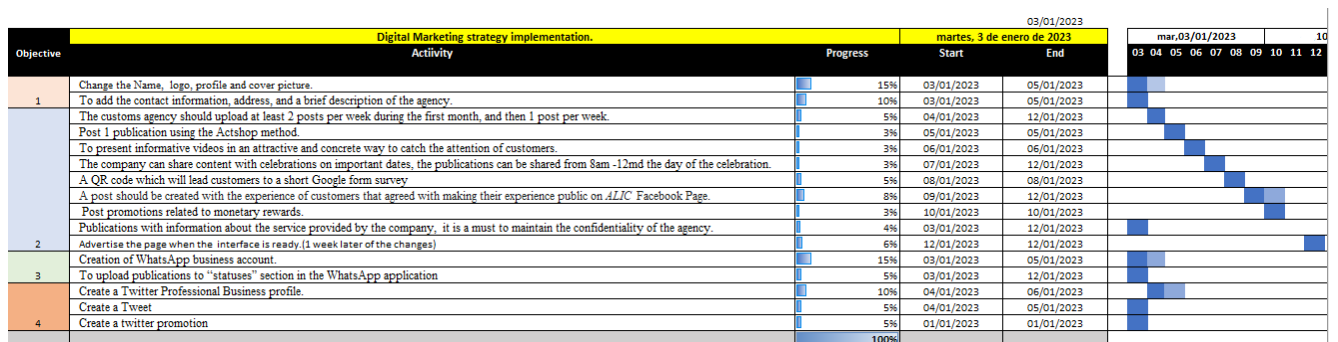 03/01/2023
Digital Marketing strategy implementation. martes, 3 de enero de 2023 mar,03/01/2023 10
Objective Actiivity Progress Start End 03 04 05 06 07 08 09 10 11 12
Change the Name, logo, profile and cover picture. 15% 03/01/2023 05/01/2023
1 To add the contact information, address, and a brief description of the agency. 10% 03/01/2023 05/01/2023
The customs agency should upload at least 2 posts per week during the first month, and then 1 post per week. 5% 04/01/2023 12/01/2023
Post 1 publication using the Actshop method. 3% 05/01/2023 05/01/2023
To present informative videos in an attractive and concrete way to catch the attention of customers. 3% 06/01/2023 06/01/2023
The company can share content with celebrations on important dates, the publications can be shared from 8am -12md the day of the celebration. 3% 07/01/2023 12/01/2023
A QR code which will lead customers to a short Google form survey 5% 08/01/2023 08/01/2023
A post should be created with the experience of customers that agreed with making their experience public on ALIC Facebook Page. 8% 09/01/2023 12/01/2023
Post promotions related to monetary rewards. 3% 10/01/2023 10/01/2023
Publications with information about the service provided by the company, it is a must to maintain the confidentiality of the agency. 4% 03/01/2023 12/01/2023
2 Advertise the page when the interface is ready.(1 week later of the changes) 6% 12/01/2023 12/01/2023
Creation of WhatsApp business account. 15% 03/01/2023 05/01/2023
3 To upload publications to “statuses” section in the WhatsApp application 5% 03/01/2023 12/01/2023
Create a Twitter Professional Business profile. 10% 04/01/2023 06/01/2023
Create a Tweet 5% 04/01/2023 05/01/2023
4 Create a twitter promotion 5% 01/01/2023 01/01/2023
100%